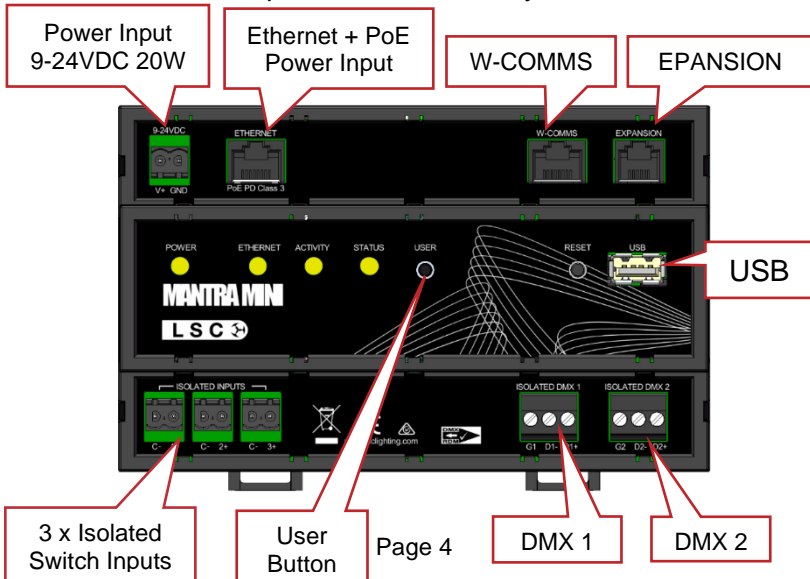 Power Input
9-24VDC 20W
Ethernet + PoE
Power Input
W-COMMS
EPANSION
9-24VDC
ETHERNET
W-COMMS
EXPANSION
V+ GND
PoE PD Class 3
POWER
ETHERNET
ACTIVITY
STATUS
USER
RESET
USB
USB
MANTRA MINI
LSC
ISOLATED INPUTS
ISOLATED DMX 1
ISOLATED DMX 2
C-
C- 2+
C- 3+
DMX
RDM
G1 D1-
G2 D2- D2+
3 x Isolated
Switch Inputs
User
Button
Page 4
DMX 1
DMX 2